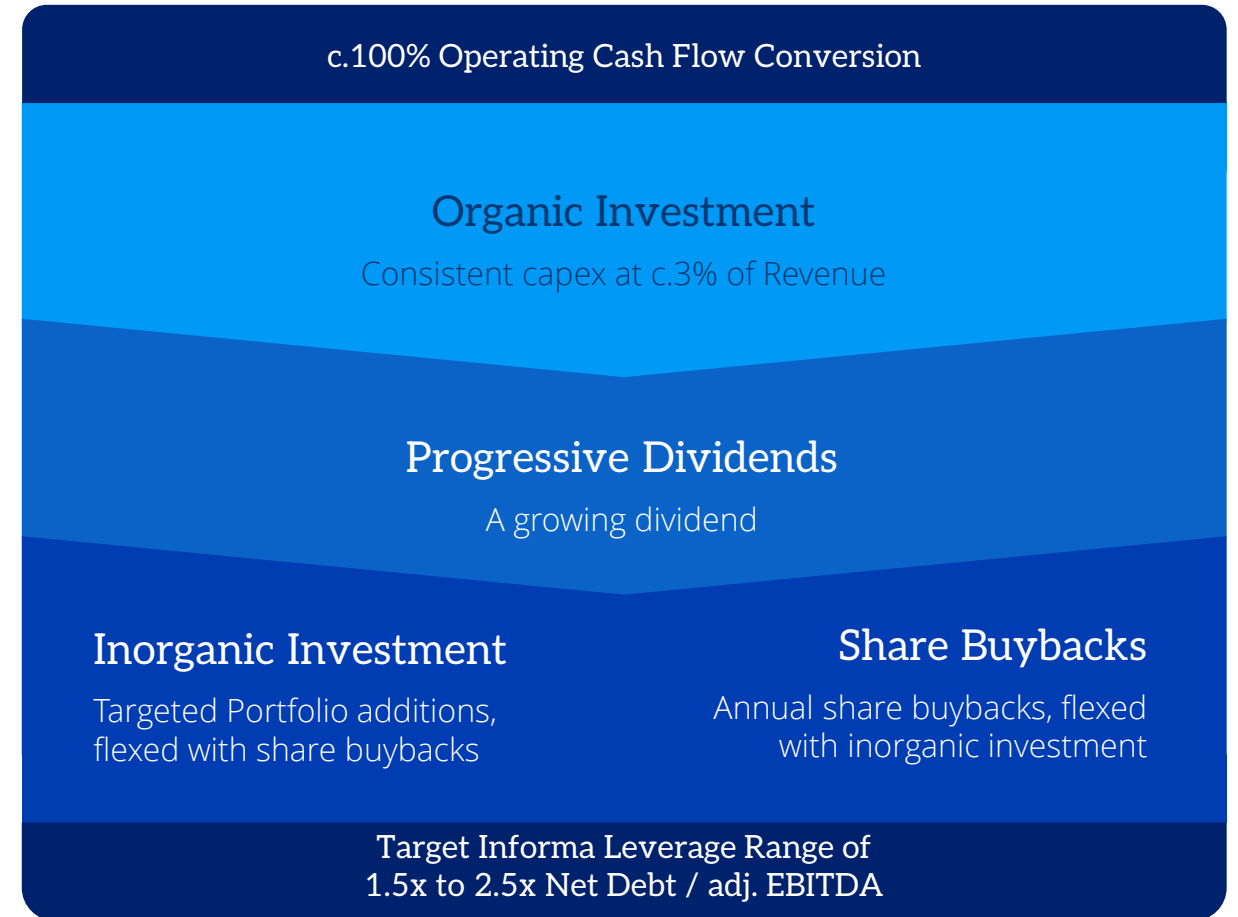 c.100% Operating Cash Flow Conversion
Organic Investment
Consistent capex at c.3% of Revenue
Progressive Dividends
A growing dividend
Inorganic Investment
Targeted Portfolio additions,
flexed with share buybacks
Share Buybacks
Annual share buybacks, flexed
with inorganic investment
Target Informa Leverage Range of
1.5x to 2.5x Net Debt / adj. EBITDA